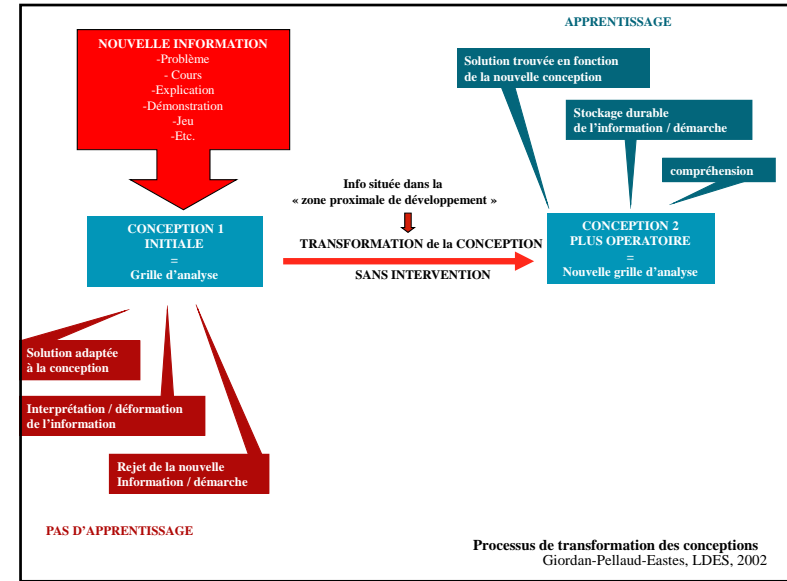 APPRENTISSAGE
NOUVELLE INFORMATION
-Problème
- Cours
-Explication
-Démonstration
-Jeu
-Etc.
Solution trouvée en fonction
de la nouvelle conception
Stockage durable
de l'information / démarche
compréhension
Info située dans la
« zone proximale de développement »
CONCEPTION 1
INITIALE
=
Grille d'analyse
TRANSFORMATION de la CONCEPTION
SANS INTERVENTION
CONCEPTION 2
PLUS OPERATOIRE
=
Nouvelle grille d'analyse
Solution adaptée
à la conception
Interprétation / déformation
de l'information
Rejet de la nouvelle
Information / démarche
PAS D'APPRENTISSAGE
Processus de transformation des conceptions
Giordan-Pellaud-Eastes, LDES, 2002